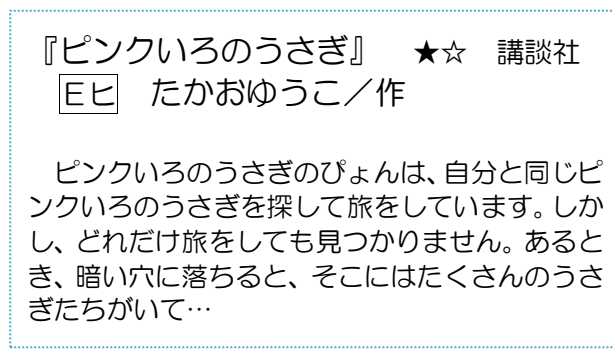 『ピンクいろのうさぎ』　★☆　講談社
Eヒ　たかおゆうこ／作
ピンクいろのうさぎのぴょんは、自分と同じピ
ンクいろのうさぎを探して旅をしています。しか
し、どれだけ旅をしても見つかりません。あると
き、暗い穴に落ちると、そこにはたくさんのうさ
ぎたちがいて…